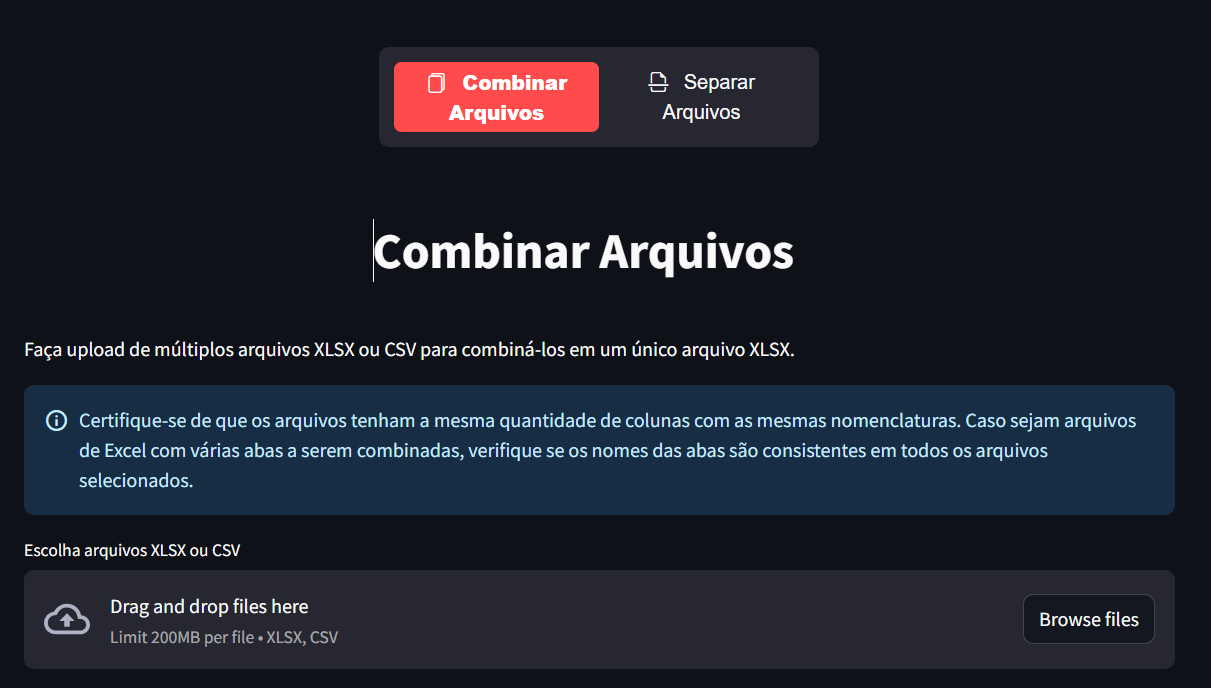 Combinar
Arquivos
Separar
Arquivos
Combinar Arquivos
Faça upload de múltiplos arquivos XLSX ou CSV para combiná-los em um único arquivo XLSX.
Certifique-se de que os arquivos tenham a mesma quantidade de colunas com as mesmas nomenclaturas. Caso sejam arquivos
de Excel com várias abas a serem combinadas, verifique se os nomes das abas são consistentes em todos os arquivos
selecionados.
Escolha arquivos XLSX ou CSV
Drag and drop files here
Limit 200MB per file • XLSX, CSV
Browse files